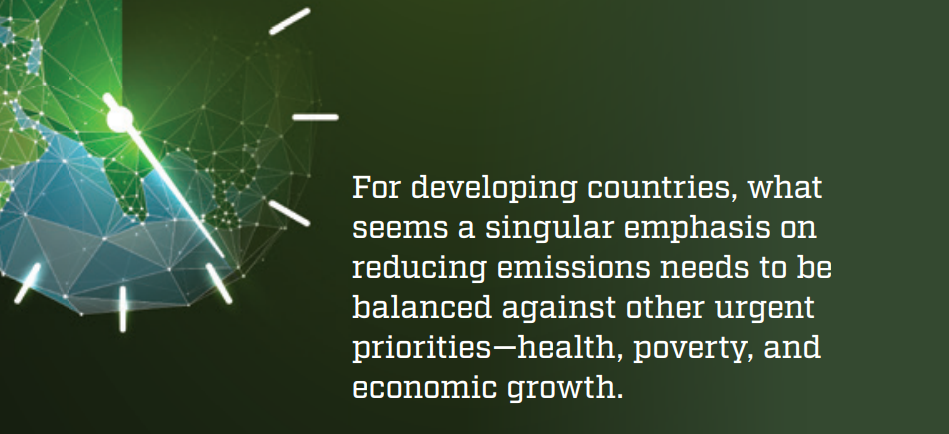 For developing countries, what
seems a singular emphasis on
reducing emissions needs to be
balanced against other urgent
priorities—health, poverty, and
economic growth.